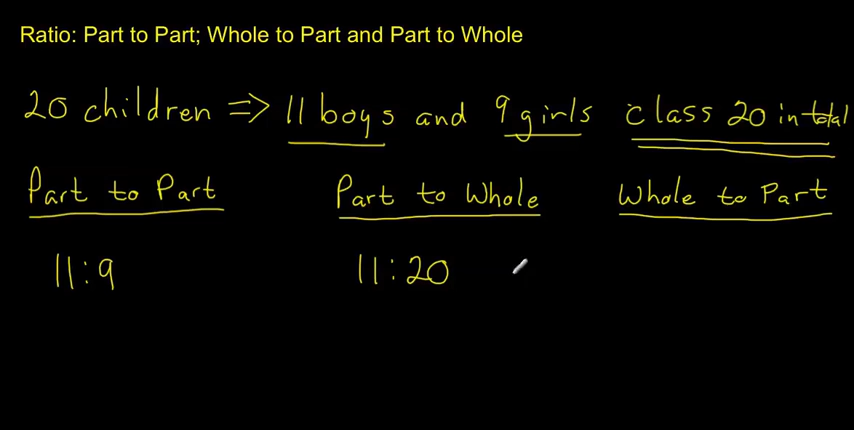 Ratio: Part to Part; Whole to Part and Part to Whole
20 children => 11 boys and 9 girls class 20 in total
Part to Part Part to Whole Whole to Part
11:9 11:20